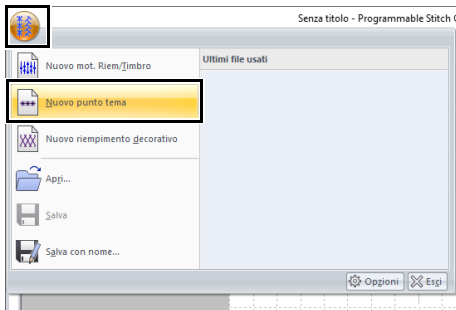 Senza titolo - Programmable Stitch
Nuovo mot. Riem/Timbro
Ultimi file usati
Nuovo punto tema
Nuovo riempimento decorativo
Apri...
Salva
Salva con nome...
Opzioni
Esci